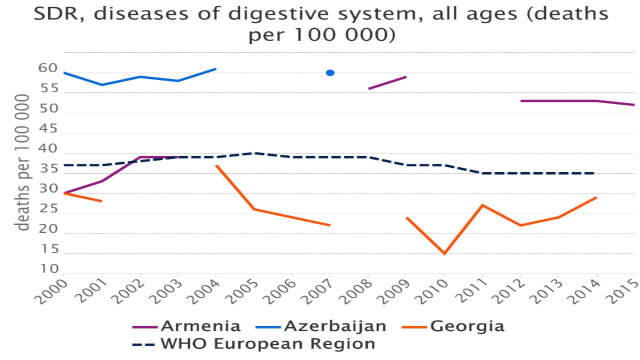 SDR, diseases of digestive system, all ages (deaths
per 100 000)
deaths per 100 000
60
55
50
45
40
35
30
25
20
15
10
2000 2001 2002 2003 2004 2005 2006 2007 2008 2009 2010 2011 2012 2013 2014 2015
Armenia Azerbaijan Georgia
WHO European Region